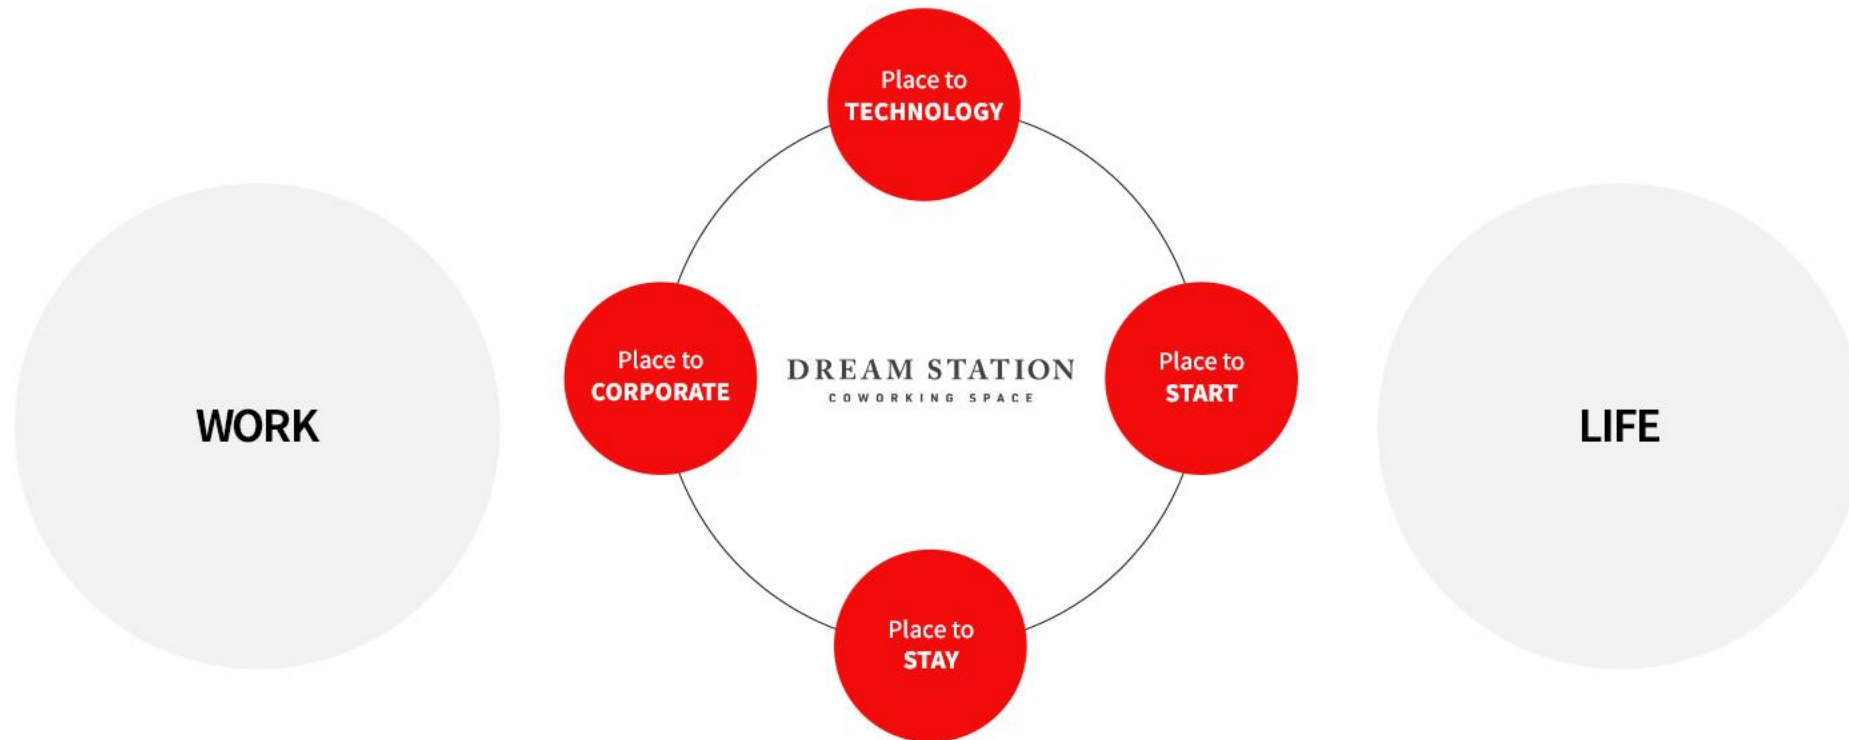 Place to
TECHNOLOGY
WORK
Place to
CORPORATE
DREAM STATION
COWORKING SPACE
Place to
START
LIFE
Place to
STAY